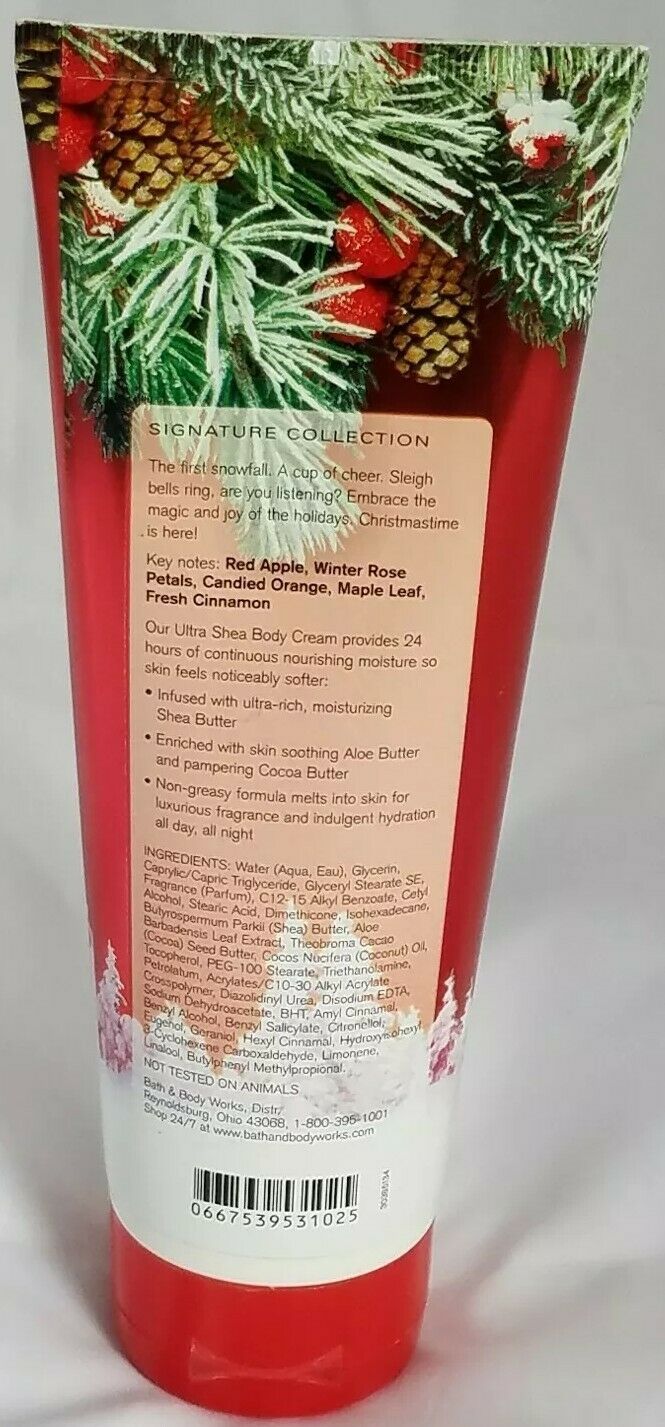 SIGNATURE COLLECTION
The first snowfall. A cup of cheer. Sleigh
bells ring, are you listening? Embrace the
magic and joy of the holidays. Christmastime
is here!
Key notes: Red Apple, Winter Rose
Petals, Candied Orange, Maple Leaf,
Fresh Cinnamon
Our Ultra Shea Body Cream provides 24
hours of continuous nourishing moisture so
skin feels noticeably softer:
• Infused with ultra-rich, moisturizing
Shea Butter
• Enriched with skin soothing Aloe Butter
and pampering Cocoa Butter
• Non-greasy formula melts into skin for
luxurious fragrance and indulgent hydration
all day, all night
INGREDIENTS: Water (Aqua, Eau), Glycerin,
Caprylic/Capric Triglyceride, Glyceryl Stearate SE,
Fragrance (Parfum), C12-15 Alkyl Benzoate, Cetyl
Alcohol, Stearic Acid, Dimethicone, Isohexadecane,
Butyrospermum Parkii (Shea) Butter, Aloe
Barbadensis Leaf Extract, Theobroma Cacao
(Cocoa) Seed Butter, Cocos Nucifera (Coconut) Oil,
Tocopherol, PEG-100 Stearate, Triethanolamine,
Petrolatum, Acrylates/C10-30 Alkyl Acrylate
Crosspolymer, Diazolidinyl Urea, Disodium EDTA,
Sodium Dehydroacetate, BHT, Amyl Cinnamal,
Benzyl Alcohol, Benzyl Salicylate, Citronellol,
Eugenol, Geraniol, Hexyl Cinnamal, Hydroxyisohexyl
3-Cyclohexene Carboxaldehyde, Limonene,
Linalool, Butylphenyl Methylpropional.
NOT TESTED ON ANIMALS
Bath & Body Works, Distr.
Reynoldsburg, Ohio 43068, 1-800-395-1001
Shop 24/7 at www.bathandbodyworks.com
0667539531025